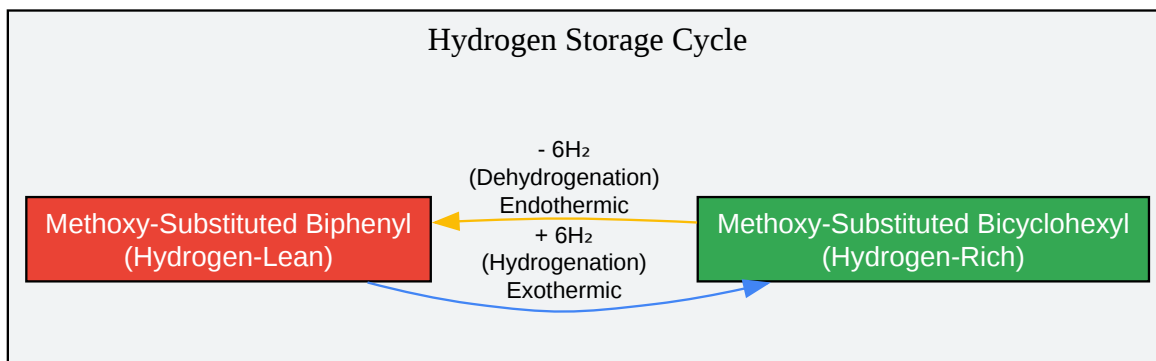 Hydrogen Storage Cycle
- 6H₂
(Dehydrogenation)
Endothermic
Methoxy-Substituted Biphenyl
(Hydrogen-Lean)
+ 6H₂
(Hydrogenation)
Exothermic
Methoxy-Substituted Bicyclohexyl
(Hydrogen-Rich)